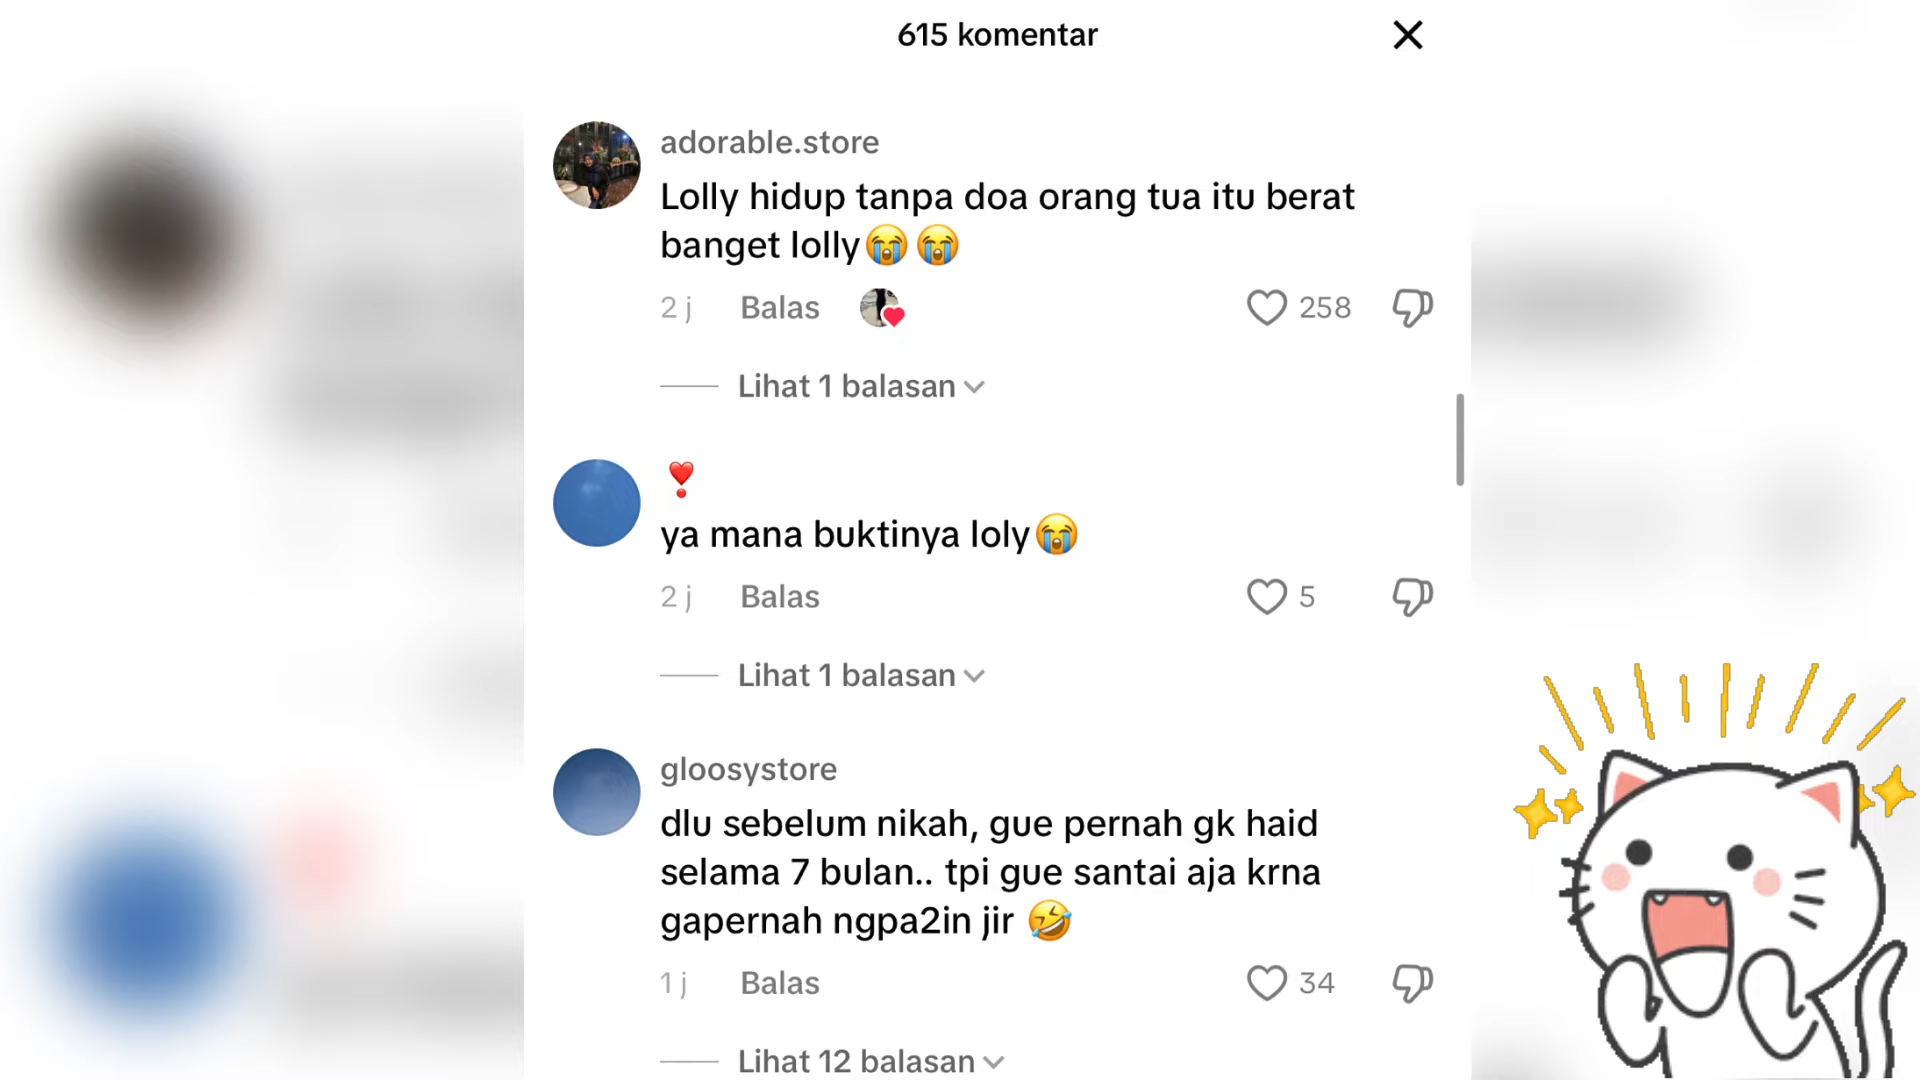 615 komentar
adorable.store
Lolly hidup tanpa doa orang tua itu berat
banget lolly😭😭
2 j Balas 258
Lihat 1 balasan
❣️
ya mana buktinya loly😭
2 j Balas 5
Lihat 1 balasan
gloosystore
dlu sebelum nikah, gue pernah gk haid
selama 7 bulan.. tpi gue santai aja krna
gapernah ngpa2in jir 🤣
1 j Balas 34
Lihat 12 balasan